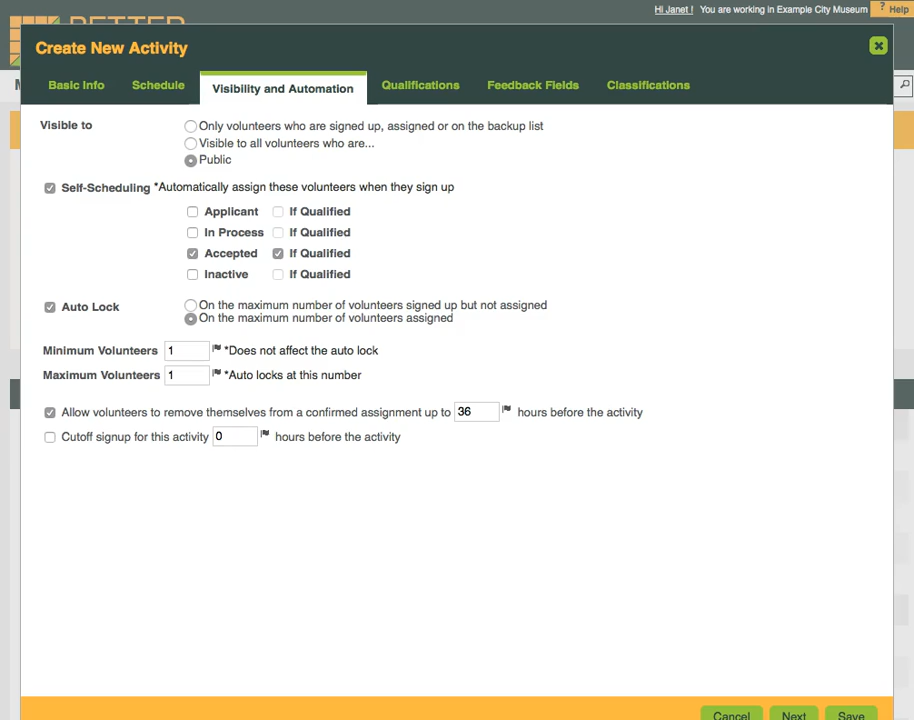 Hi Janet ! You are working in Example City Museum ? Help
BETTER
Create New Activity
Basic Info Schedule Visibility and Automation Qualifications Feedback Fields Classifications
Visible to
Only volunteers who are signed up, assigned or on the backup list
Visible to all volunteers who are...
Public
Self-Scheduling *Automatically assign these volunteers when they sign up
Applicant If Qualified
In Process If Qualified
Accepted If Qualified
Inactive If Qualified
Auto Lock
On the maximum number of volunteers signed up but not assigned
On the maximum number of volunteers assigned
Minimum Volunteers 1 *Does not affect the auto lock
Maximum Volunteers 1 *Auto locks at this number
Allow volunteers to remove themselves from a confirmed assignment up to 36 hours before the activity
Cutoff signup for this activity 0 hours before the activity
Cancel Next Save